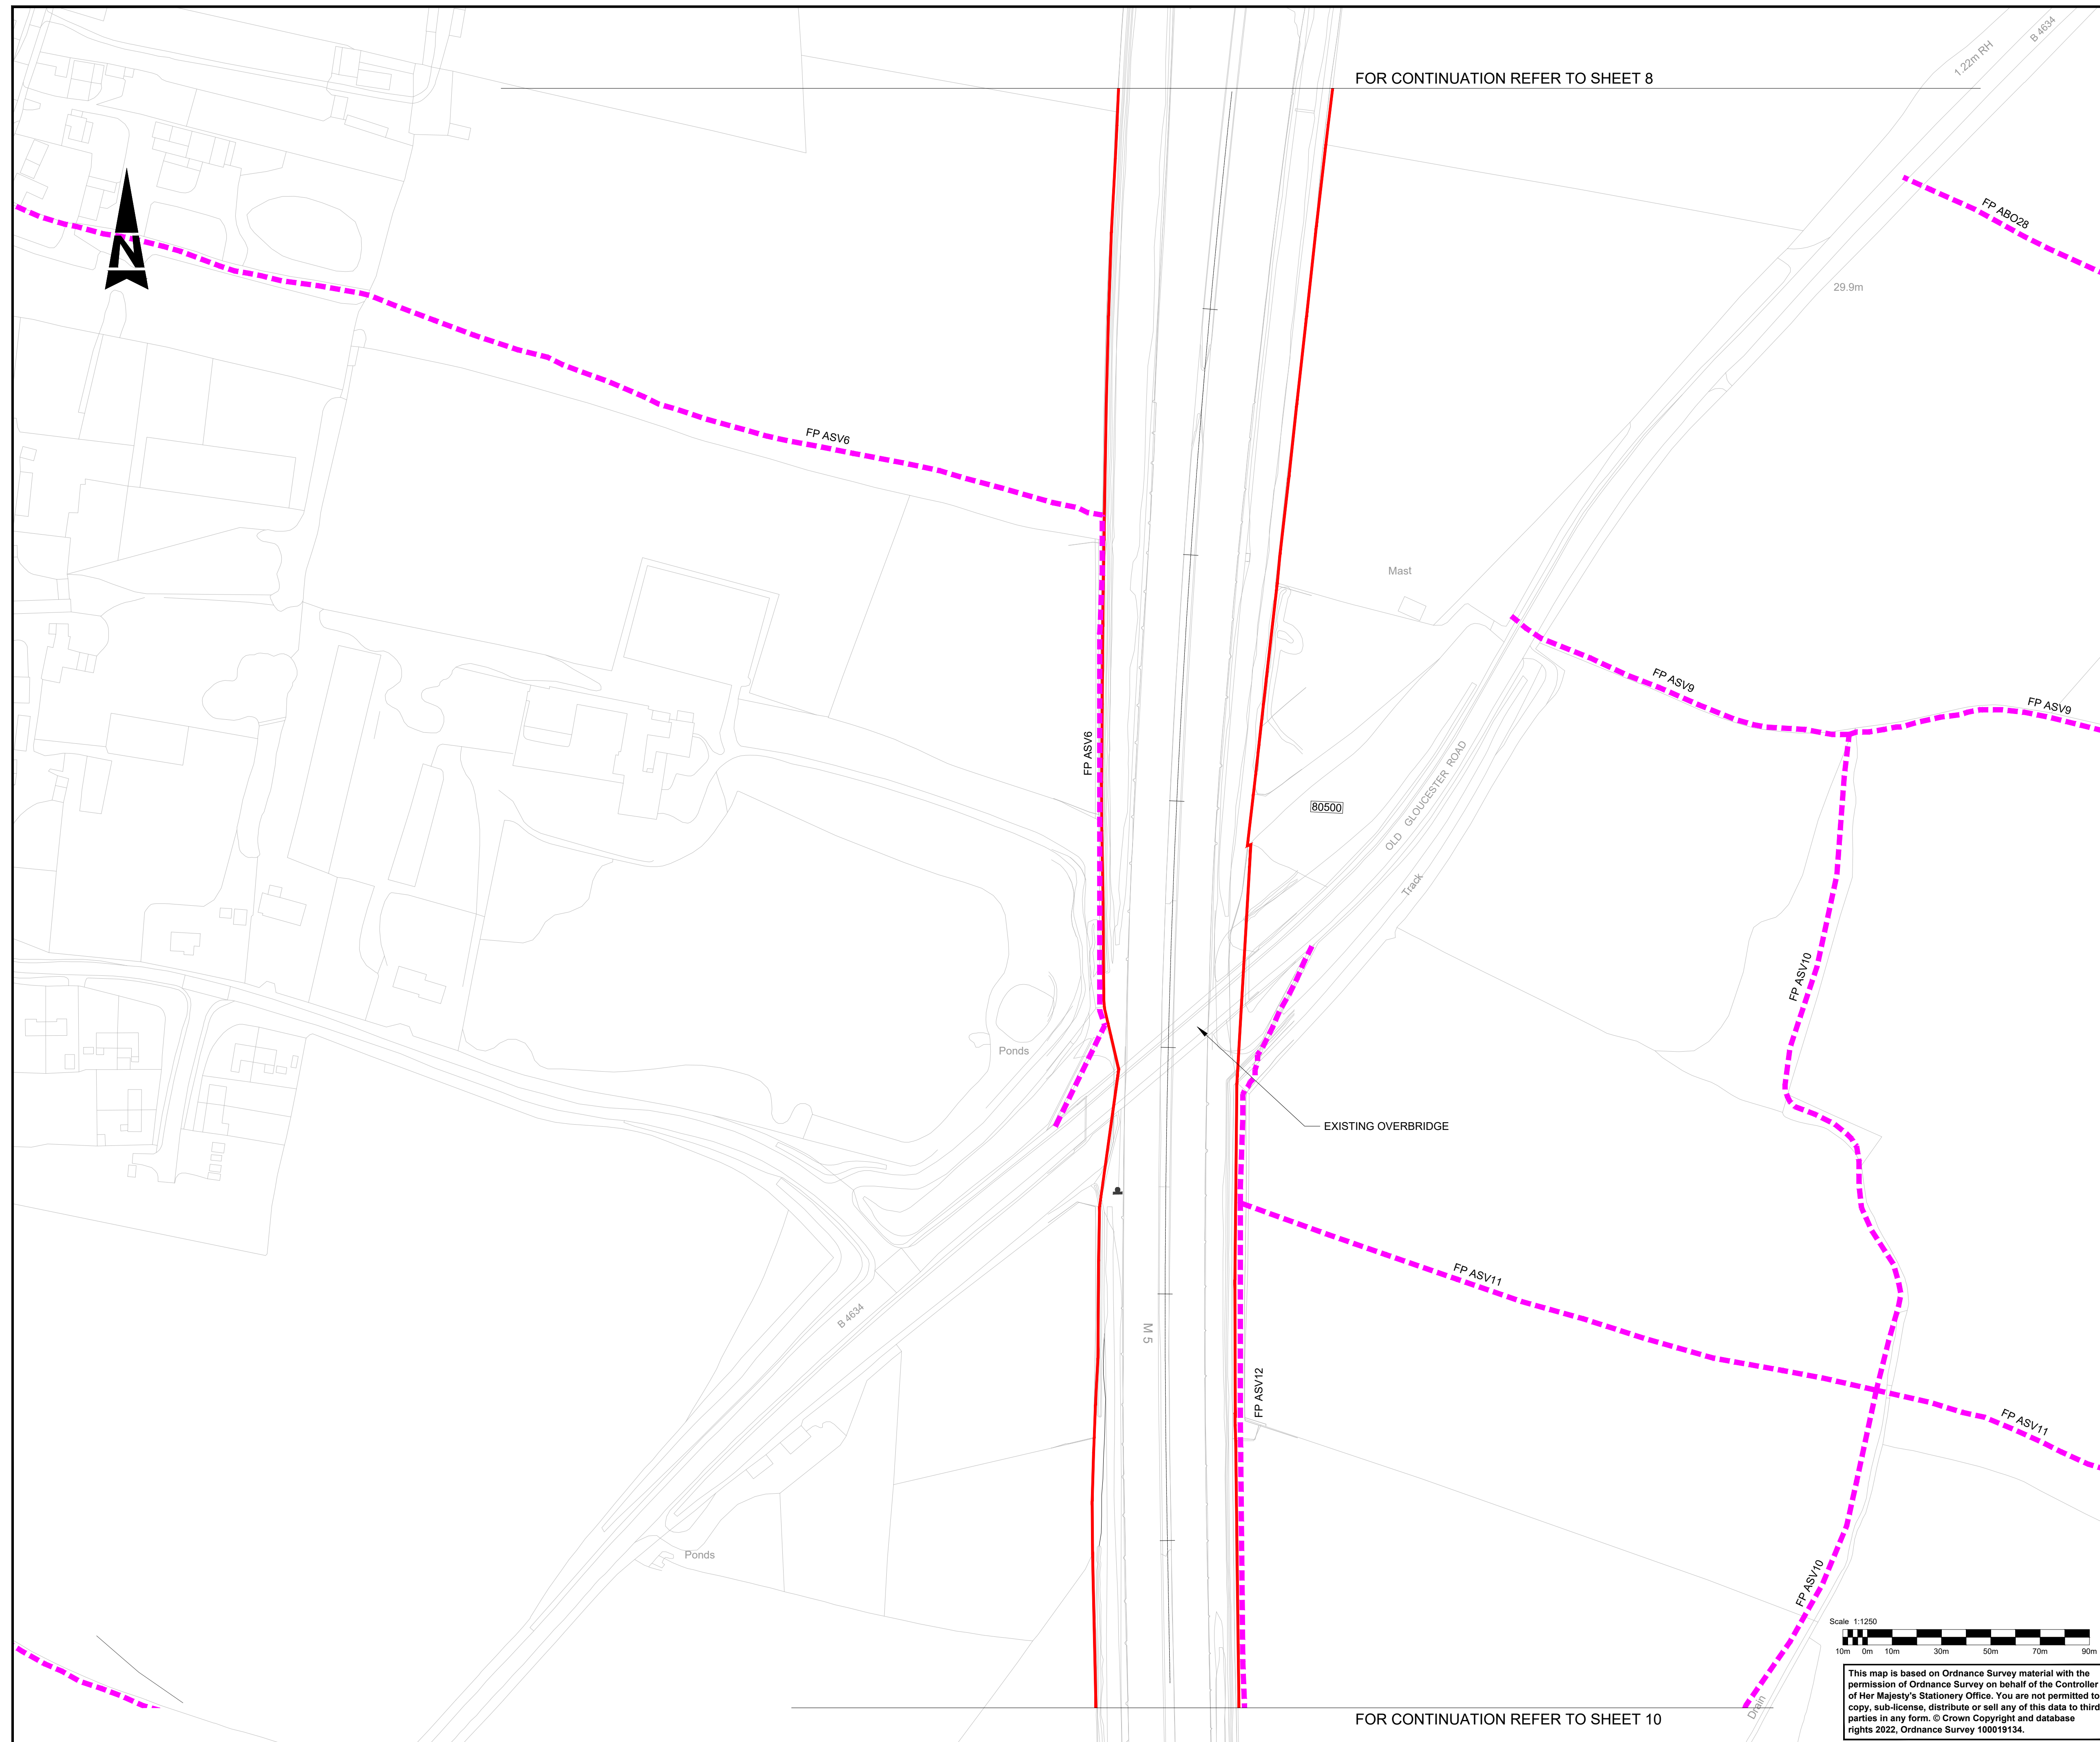 FOR CONTINUATION REFER TO SHEET 8
1.22m RH
B 4634
N
FP ABO28
29.9m
FP ASV6
Mast
FP ASV9
FP ASV9
FP ASV6
OLD GLOUCESTER ROAD
80500
Track
FP ASV10
Ponds
EXISTING OVERBRIDGE
FP ASV11
B 4634
M 5
FP ASV12
FP ASV11
Ponds
FP ASV10
Scale 1:1250
10m 0m 10m 30m 50m 70m 90m
This map is based on Ordnance Survey material with the
permission of Ordnance Survey on behalf of the Controller
of Her Majesty's Stationery Office. You are not permitted to
copy, sub-license, distribute or sell any of this data to third
parties in any form. © Crown Copyright and database
rights 2022, Ordnance Survey 100019134.
Drain
FOR CONTINUATION REFER TO SHEET 10